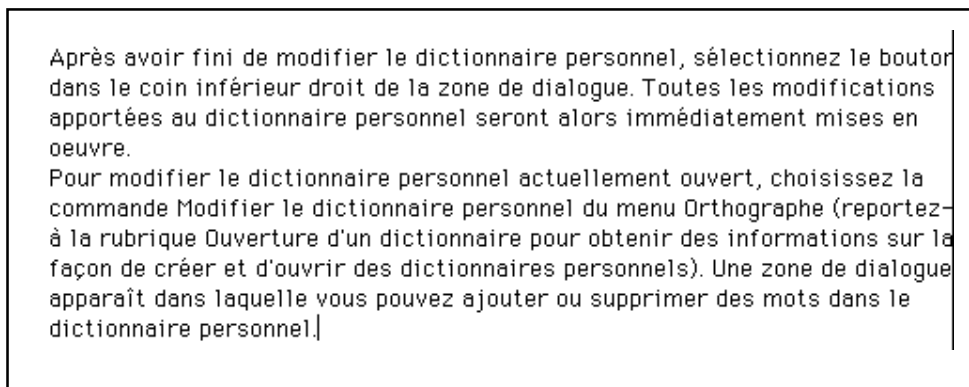 Après avoir fini de modifier le dictionnaire personnel, sélectionnez le bouton
dans le coin inférieur droit de la zone de dialogue. Toutes les modifications
apportées au dictionnaire personnel seront alors immédiatement mises en
oeuvre.
Pour modifier le dictionnaire personnel actuellement ouvert, choisissez la
commande Modifier le dictionnaire personnel du menu Orthographe (reportez-
à la rubrique Ouverture d'un dictionnaire pour obtenir des informations sur la
façon de créer et d'ouvrir des dictionnaires personnels). Une zone de dialogue
apparaît dans laquelle vous pouvez ajouter ou supprimer des mots dans le
dictionnaire personnel.